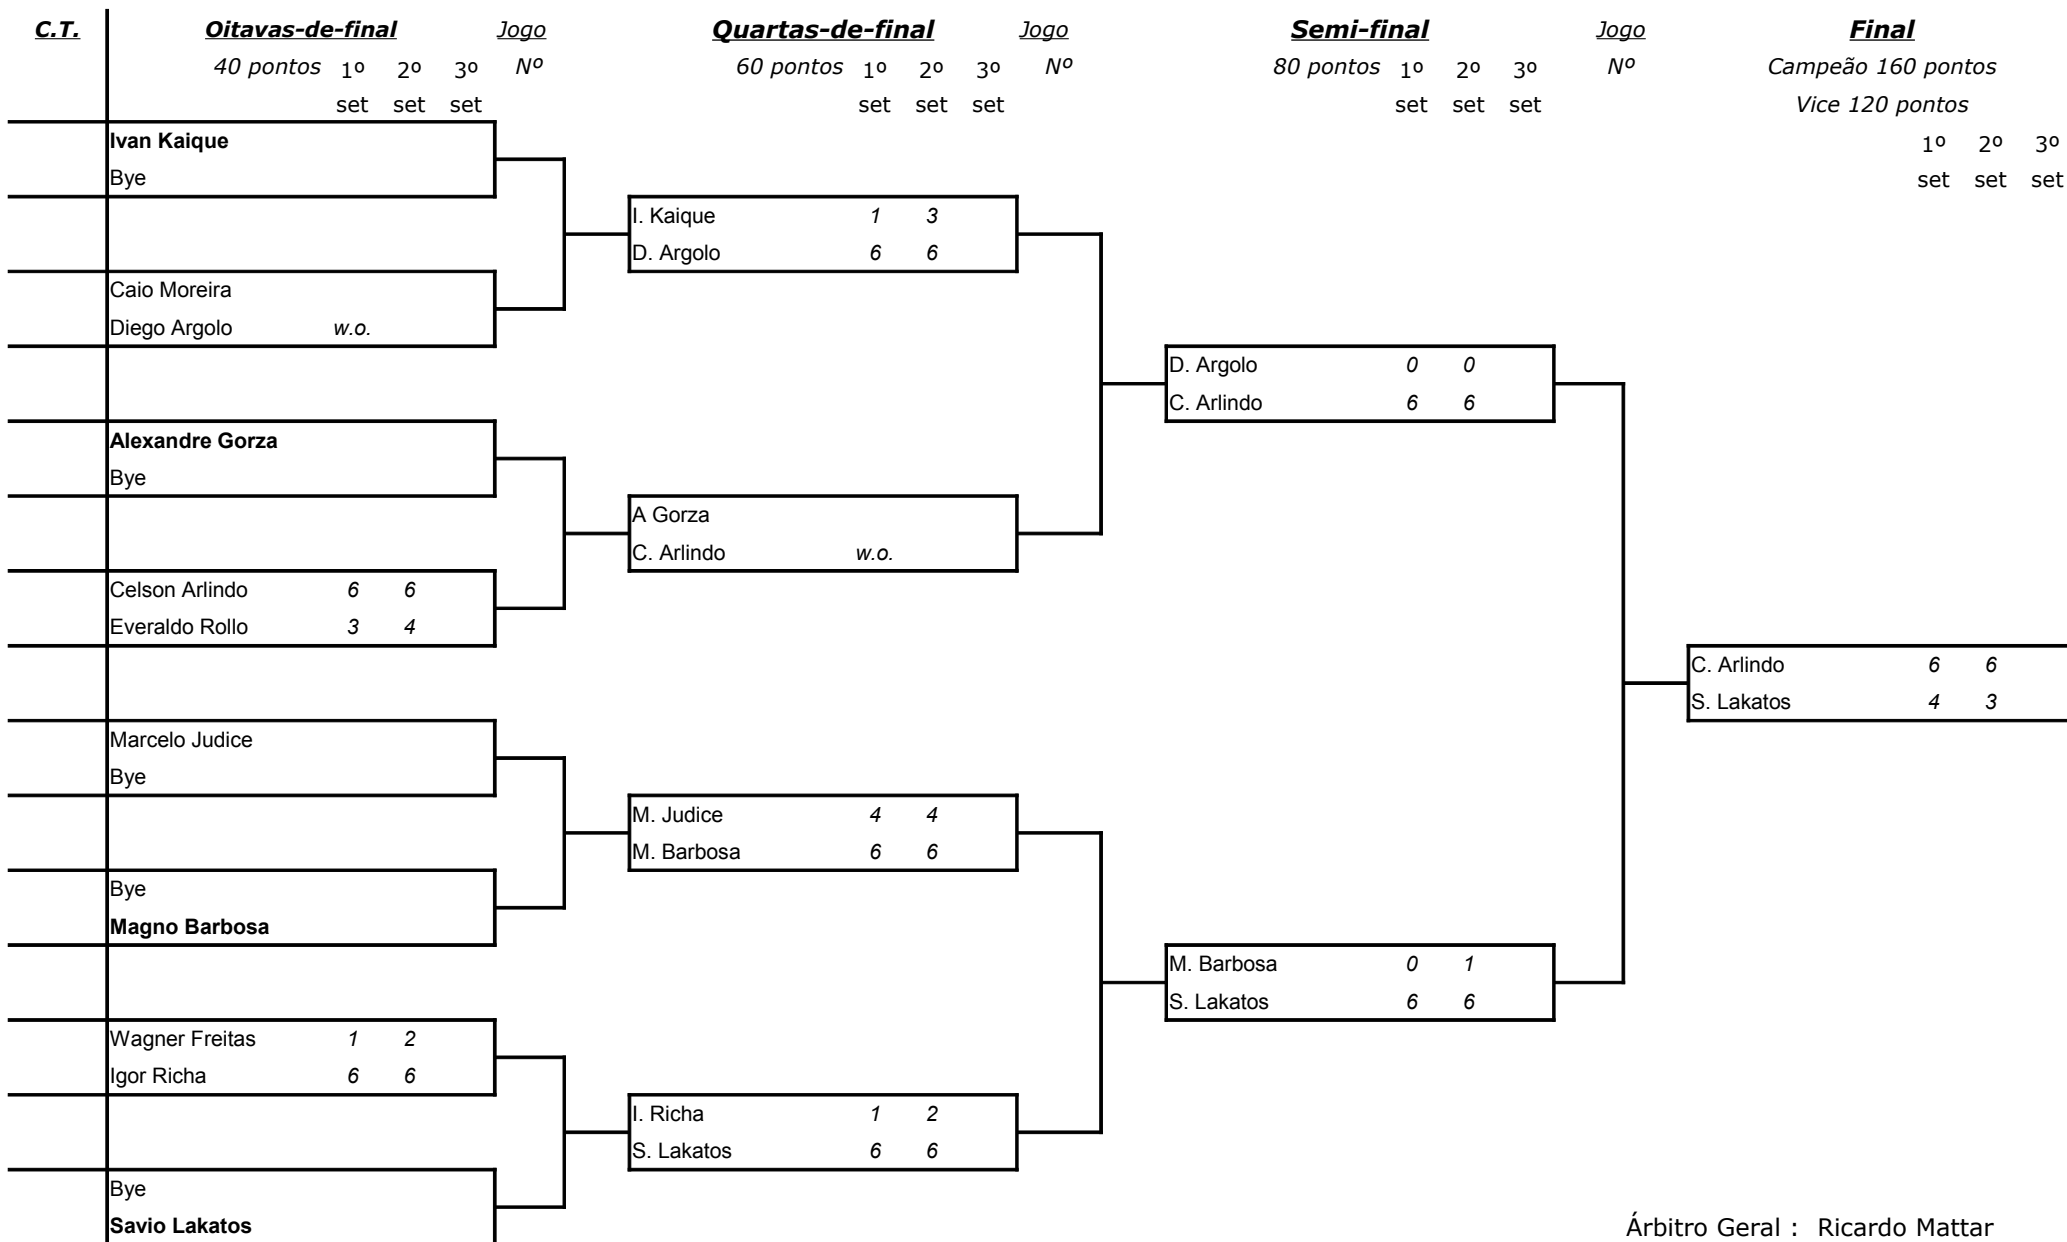 C.T. Oitavas-de-final Jogo Quartas-de-final Jogo Semi-final Jogo Final
40 pontos 1º 2º 3º Nº 60 pontos 1º 2º 3º Nº 80 pontos 1º 2º 3º Nº Campeão 160 pontos
set set set set set set set set set Vice 120 pontos
Ivan Kaique 1º 2º 3º
Bye set set set
I. Kaique 1 3
D. Argolo 6 6
Caio Moreira
Diego Argolo w.o.
D. Argolo 0 0
C. Arlindo 6 6
Alexandre Gorza
Bye
A Gorza
C. Arlindo w.o.
Celson Arlindo 6 6
Everaldo Rollo 3 4
C. Arlindo 6 6
S. Lakatos 4 3
Marcelo Judice
Bye
M. Judice 4 4
M. Barbosa 6 6
Bye
Magno Barbosa
M. Barbosa 0 1
S. Lakatos 6 6
Wagner Freitas 1 2
Igor Richa 6 6
I. Richa 1 2
S. Lakatos 6 6
Bye
Savio Lakatos Árbitro Geral : Ricardo Mattar